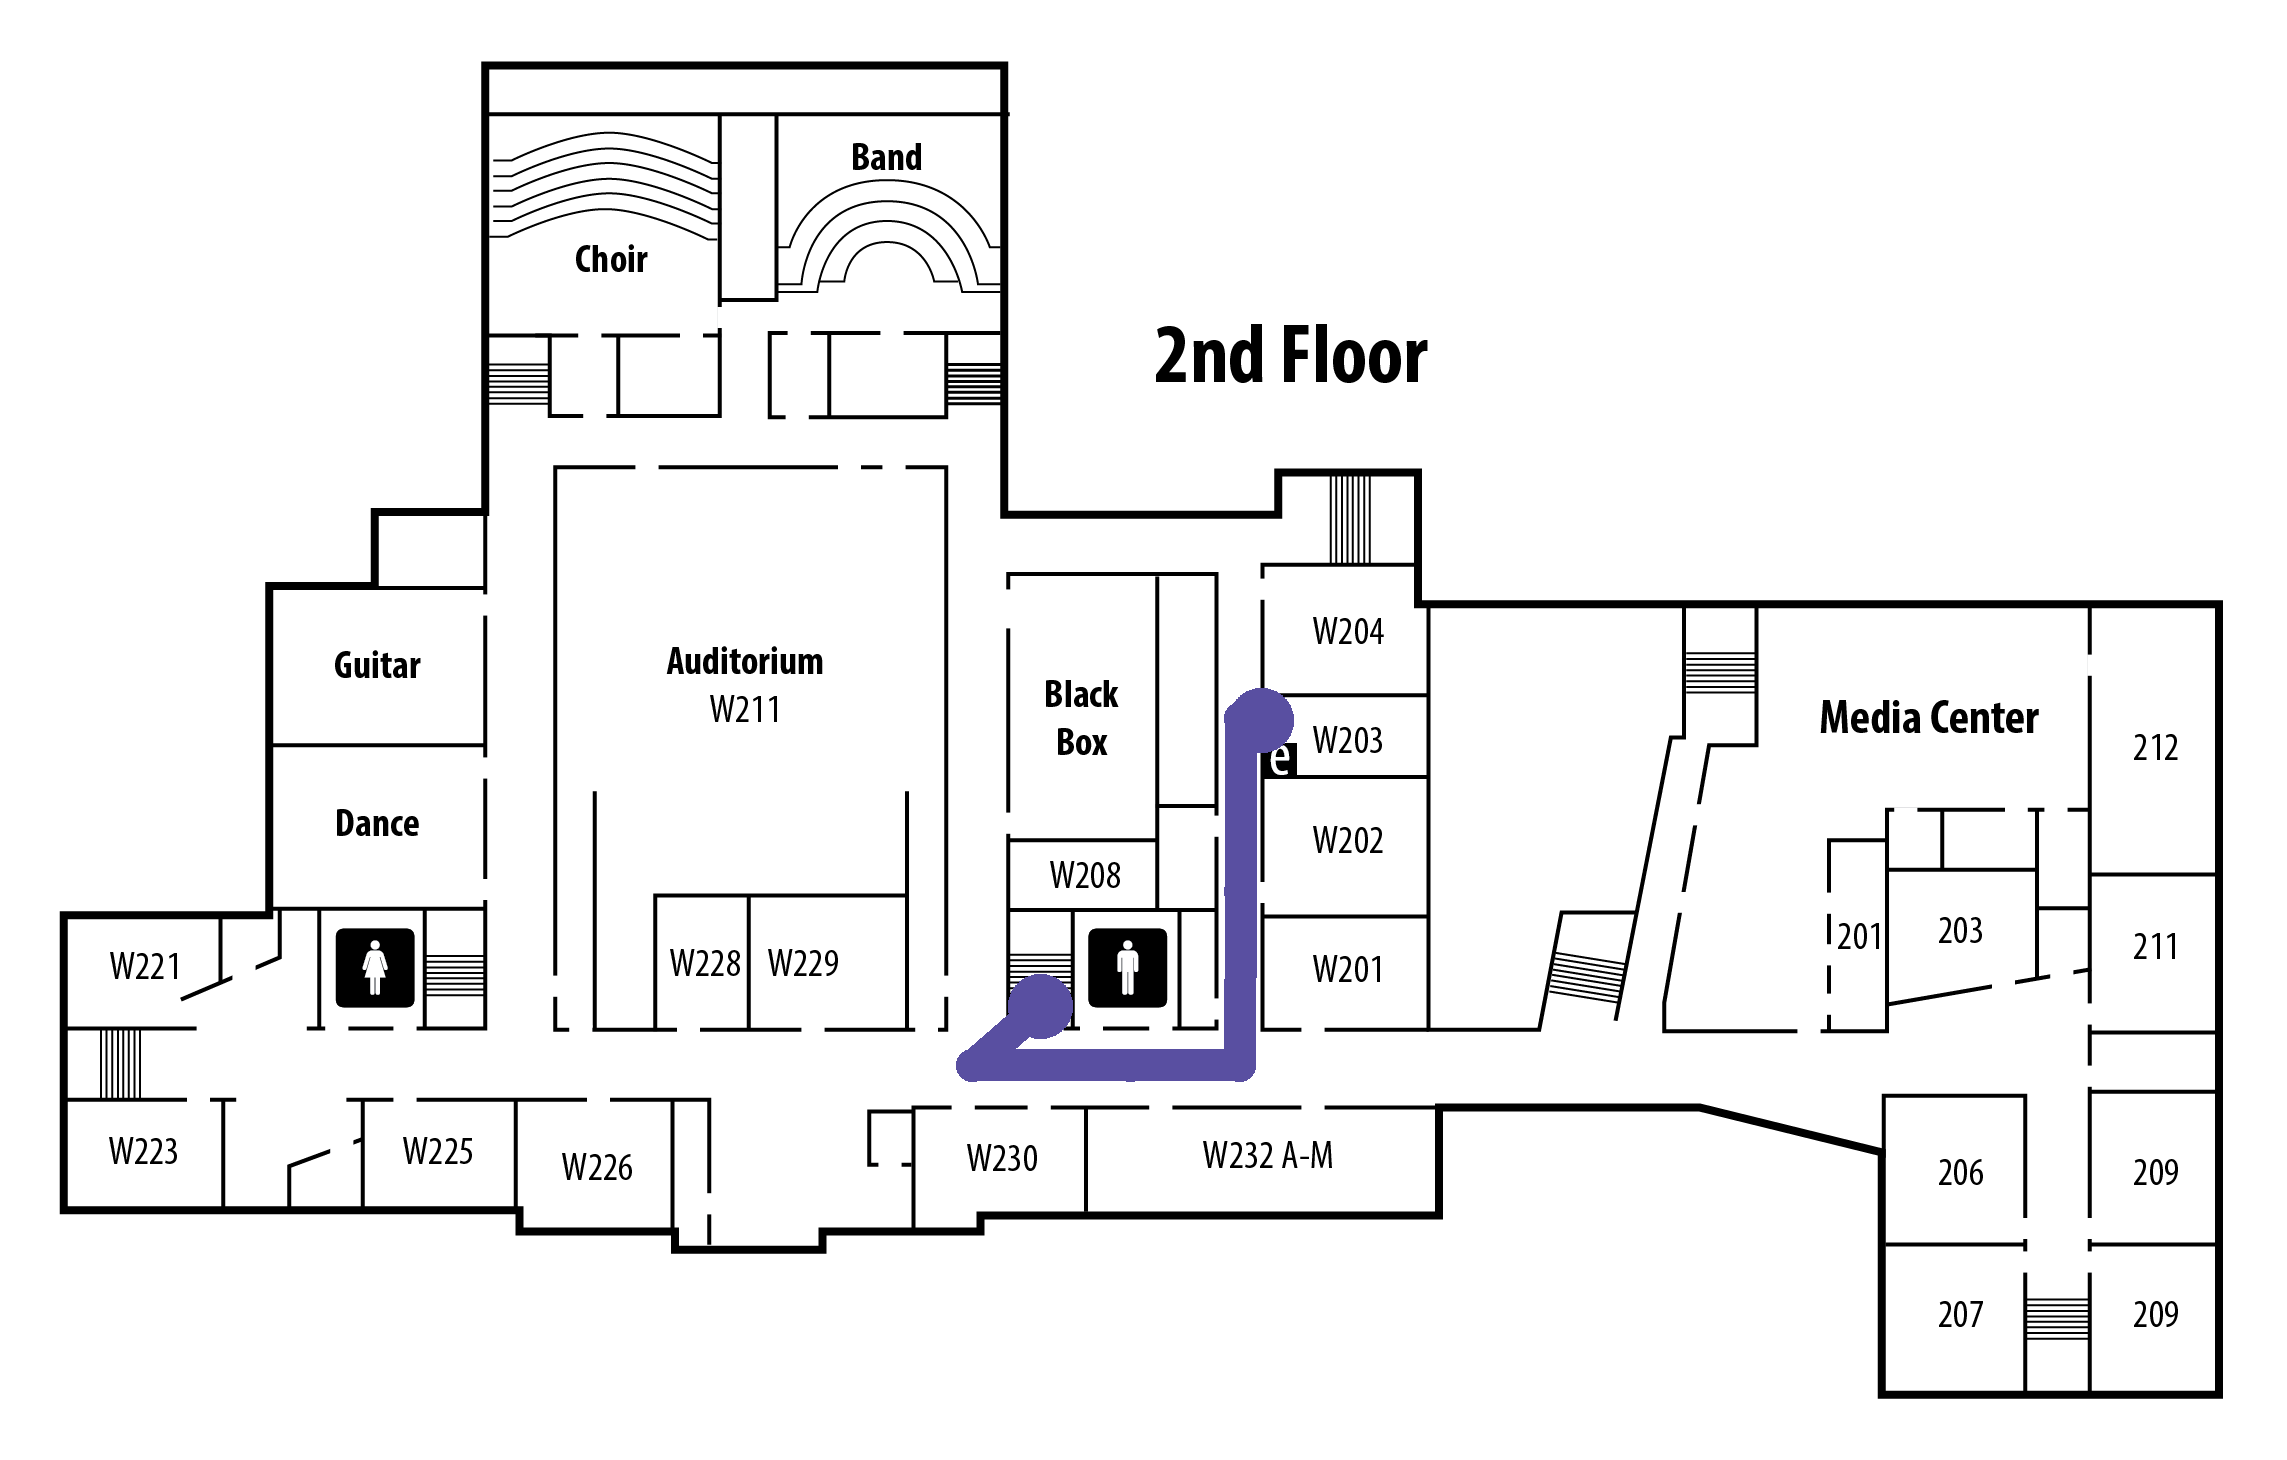 Band
Choir
2nd Floor
Guitar
Auditorium
W211
Black
Box
W204
W203
e
Media Center
212
Dance
W208
W202
W221
W228
W229
W201
201
203
211
W223
W225
W226
W230
W232 A-M
206
209
207
209